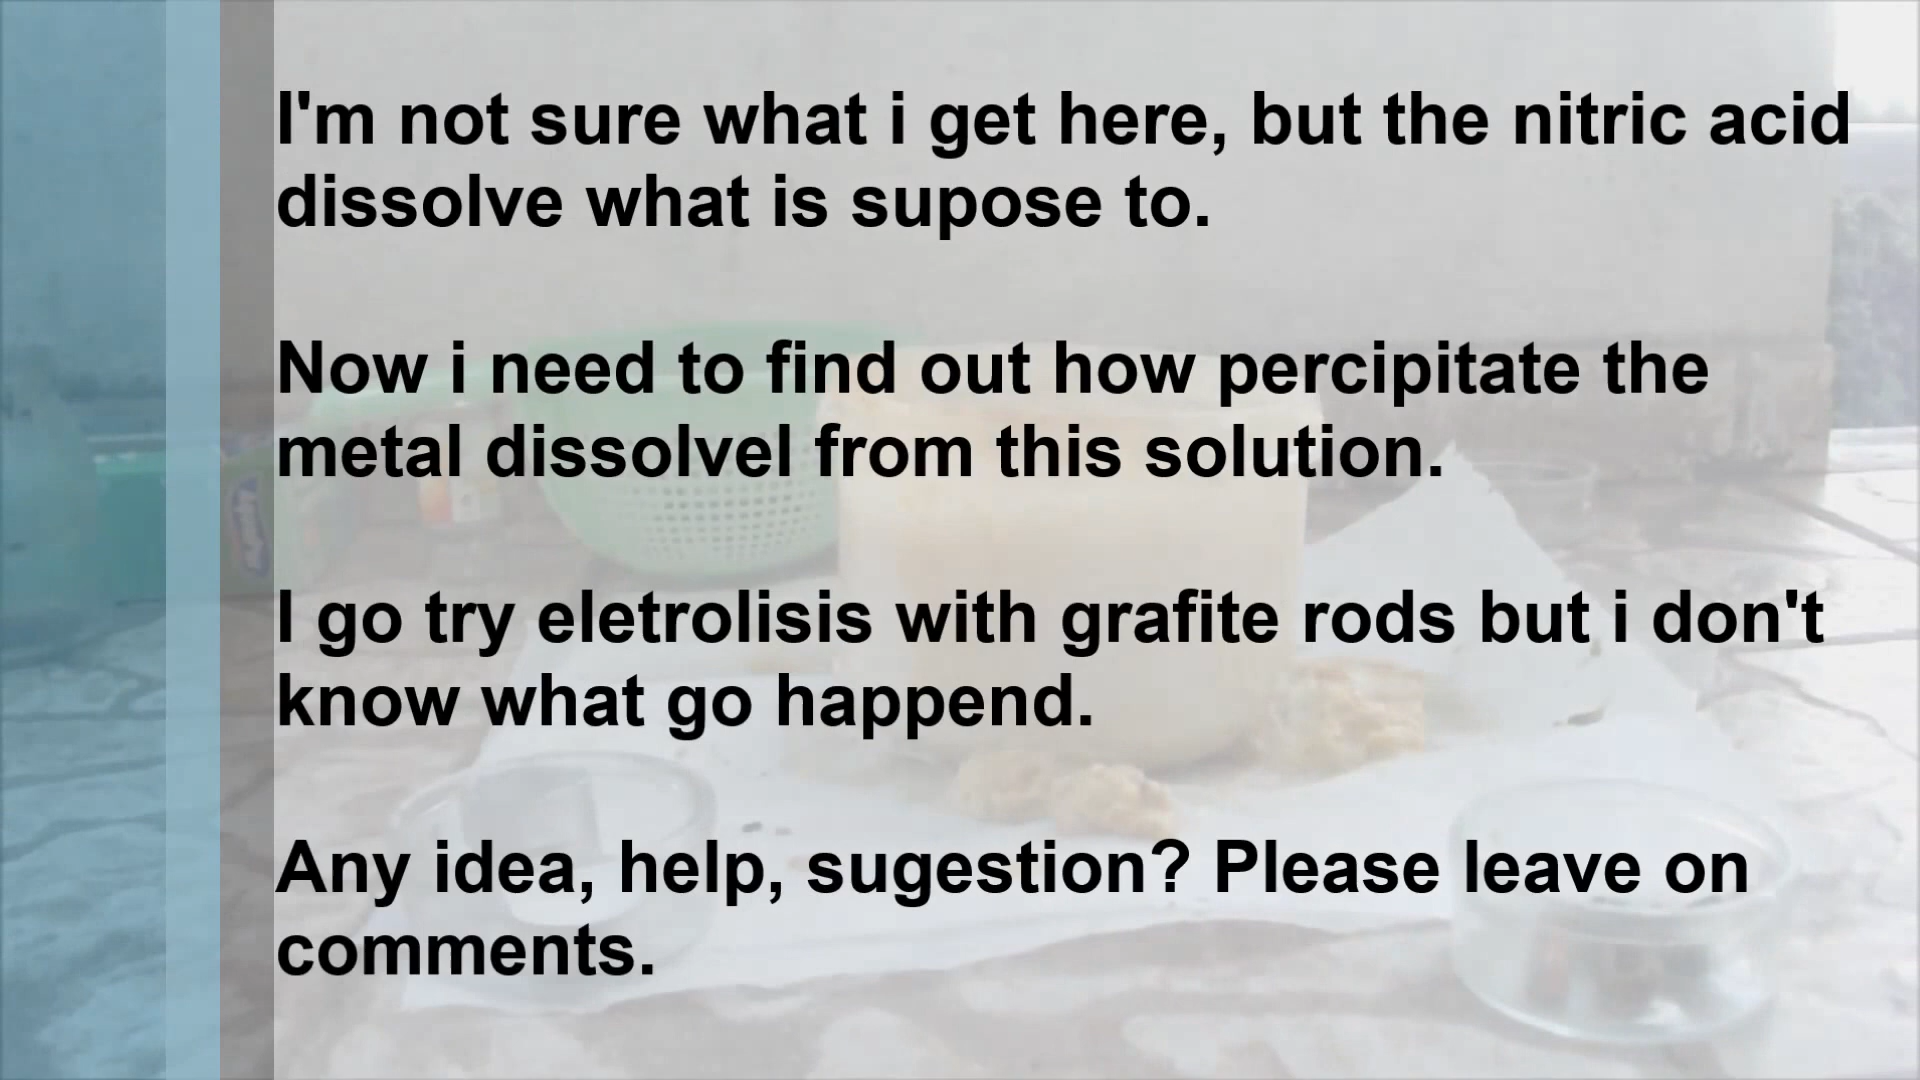 I'm not sure what i get here, but the nitric acid
dissolve what is supose to.
Now i need to find out how percipitate the
metal dissolvel from this solution.
I go try eletrolisis with grafite rods but i don't
know what go happend.
Any idea, help, sugestion? Please leave on
comments.